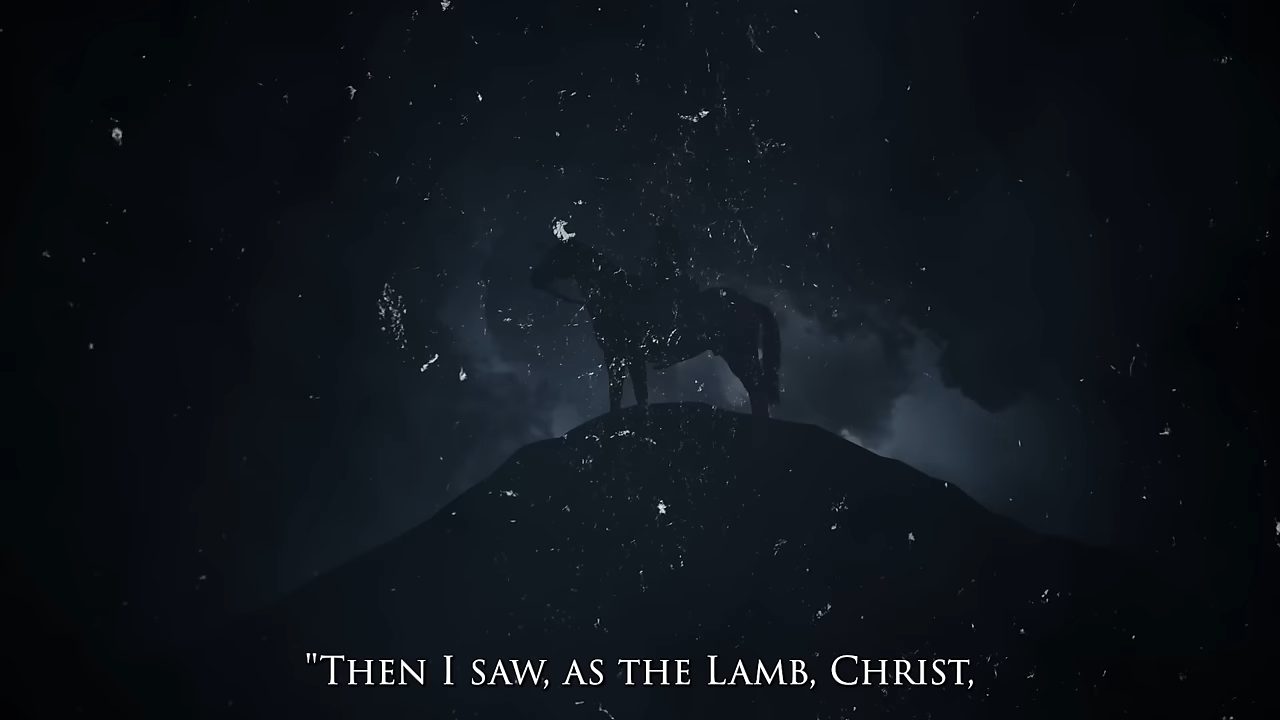 "Then I saw, as the Lamb, Christ,